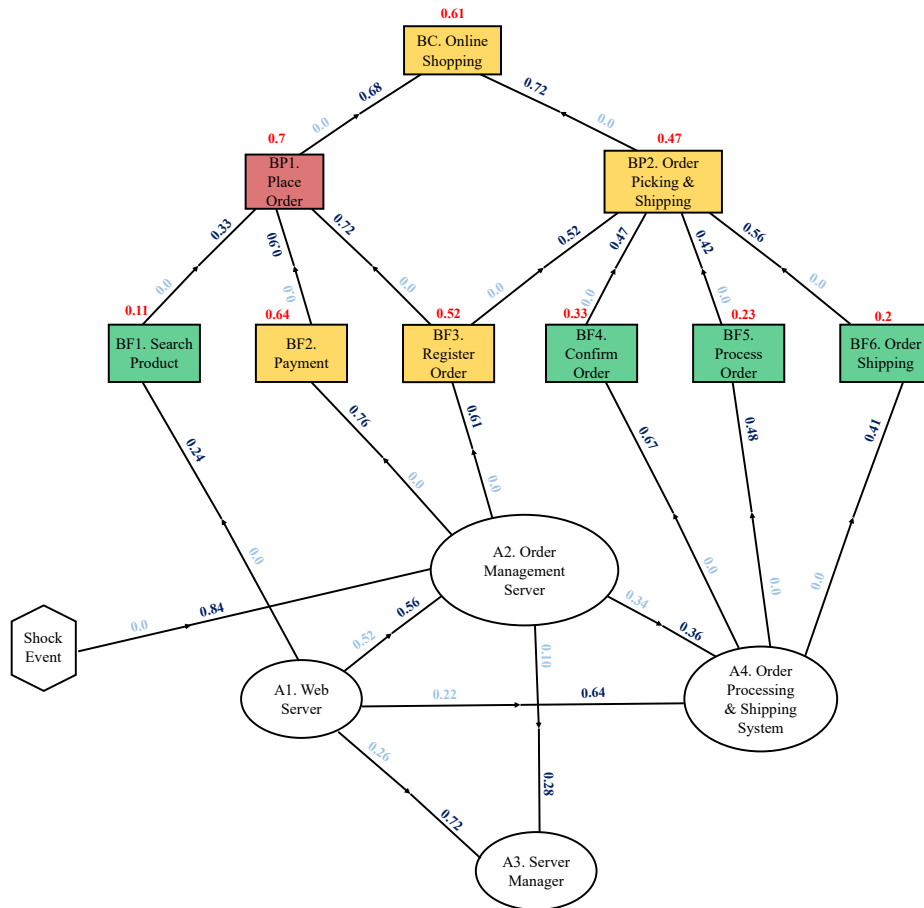 0.61
BC. Online
Shopping
0.68
0.72
0.0
0.0
0.7
0.47
BP1.
Place
Order
BP2. Order
Picking &
Shipping
0.33
0.90
0.72
0.52
0.47
0.42
0.56
0.0
0.0
0.0
0.0
0.0
0.0
0.0
0.11
0.64
0.52
0.33
0.23
0.2
BF1. Search
Product
BF2.
Payment
BF3.
Register
Order
BF4.
Confirm
Order
BF5.
Process
Order
BF6. Order
Shipping
0.24
0.76
0.61
0.67
0.48
0.41
0.0
0.0
0.0
0.0
0.0
0.0
A2. Order
Management
Server
Shock
Event
0.0
0.84
0.52
0.56
0.34
0.36
0.10
A1. Web
Server
0.22
0.64
A4. Order
Processing
& Shipping
System
0.26
0.72
0.28
A3. Server
Manager